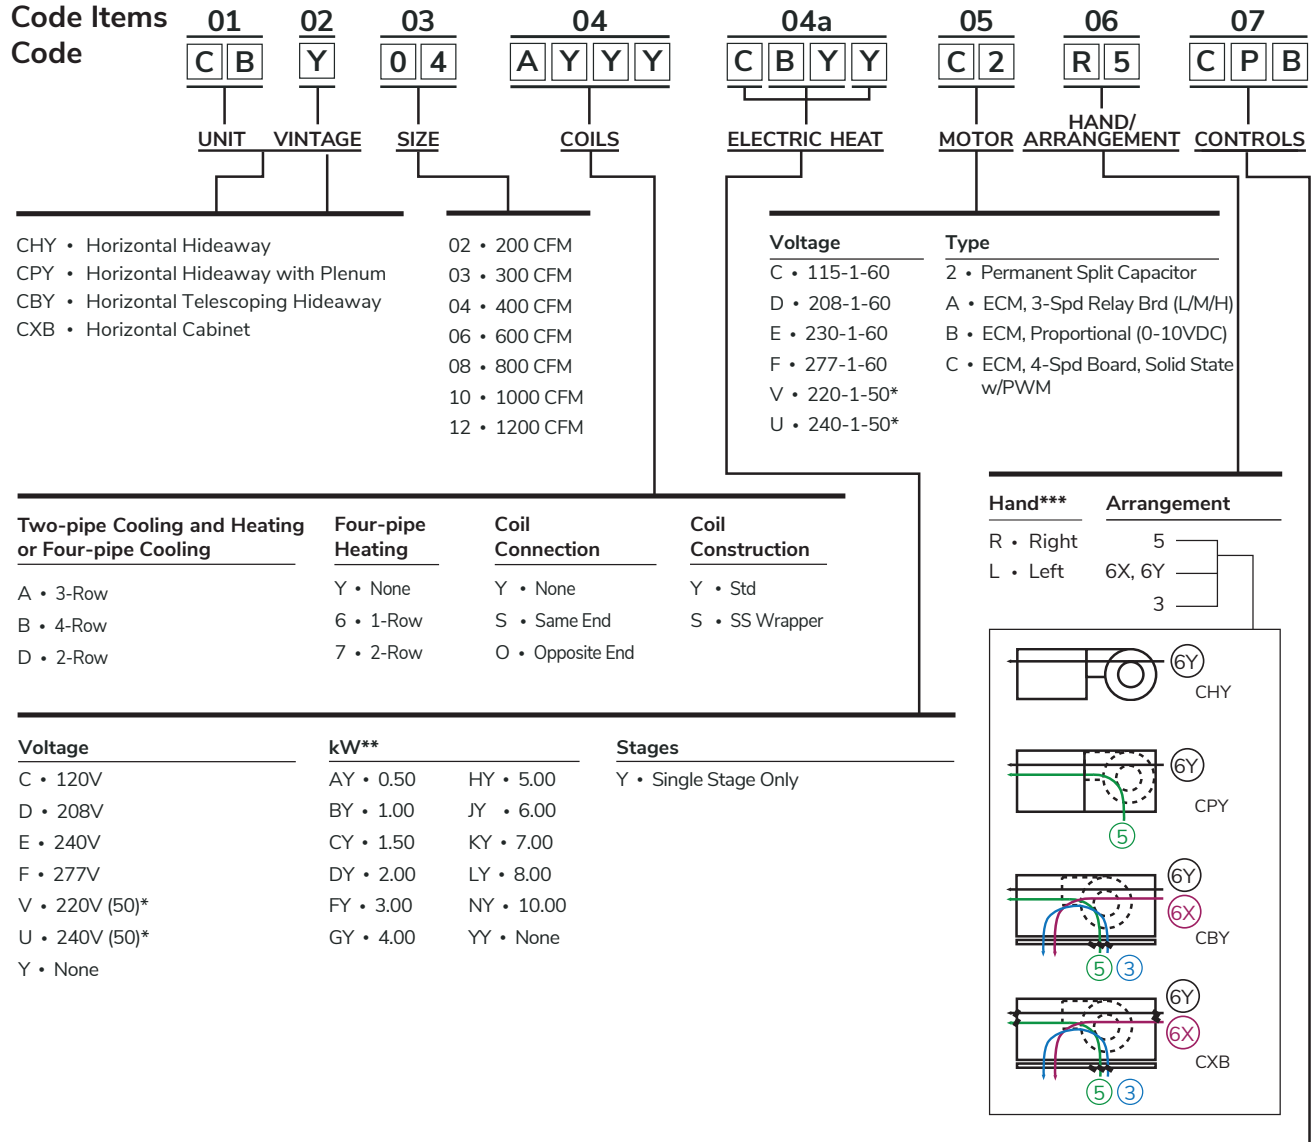 Code Items 01 02 03 04 04a 05 06 07
Code C B Y 0 4 A Y Y Y C B Y Y C 2 R 5 C P B
UNIT VINTAGE SIZE COILS ELECTRIC HEAT MOTOR HAND/
ARRANGEMENT CONTROLS
CHY • Horizontal Hideaway
CPY • Horizontal Hideaway with Plenum
CBY • Horizontal Telescoping Hideaway
CXB • Horizontal Cabinet
02 • 200 CFM
03 • 300 CFM
04 • 400 CFM
06 • 600 CFM
08 • 800 CFM
10 • 1000 CFM
12 • 1200 CFM
Voltage
C • 115-1-60
D • 208-1-60
E • 230-1-60
F • 277-1-60
V • 220-1-50*
U • 240-1-50*
Type
2 • Permanent Split Capacitor
A • ECM, 3-Spd Relay Brd (L/M/H)
B • ECM, Proportional (0-10VDC)
C • ECM, 4-Spd Board, Solid State
w/PWM
Two-pipe Cooling and Heating
or Four-pipe Cooling
A • 3-Row
B • 4-Row
D • 2-Row
Four-pipe
Heating
Y • None
6 • 1-Row
7 • 2-Row
Coil
Connection
Y • None
S • Same End
O • Opposite End
Coil
Construction
Y • Std
S • SS Wrapper
Hand***
R • Right
L • Left
Arrangement
5
6X, 6Y
3
6Y
CHY
6Y
CPY
5
6Y
6X
CBY
5 3
6Y
6X
CXB
5 3
Voltage
C • 120V
D • 208V
E • 240V
F • 277V
V • 220V (50)*
U • 240V (50)*
Y • None
kW**
AY • 0.50
BY • 1.00
CY • 1.50
DY • 2.00
FY • 3.00
GY • 4.00
HY • 5.00
JY • 6.00
KY • 7.00
LY • 8.00
NY • 10.00
YY • None
Stages
Y • Single Stage Only